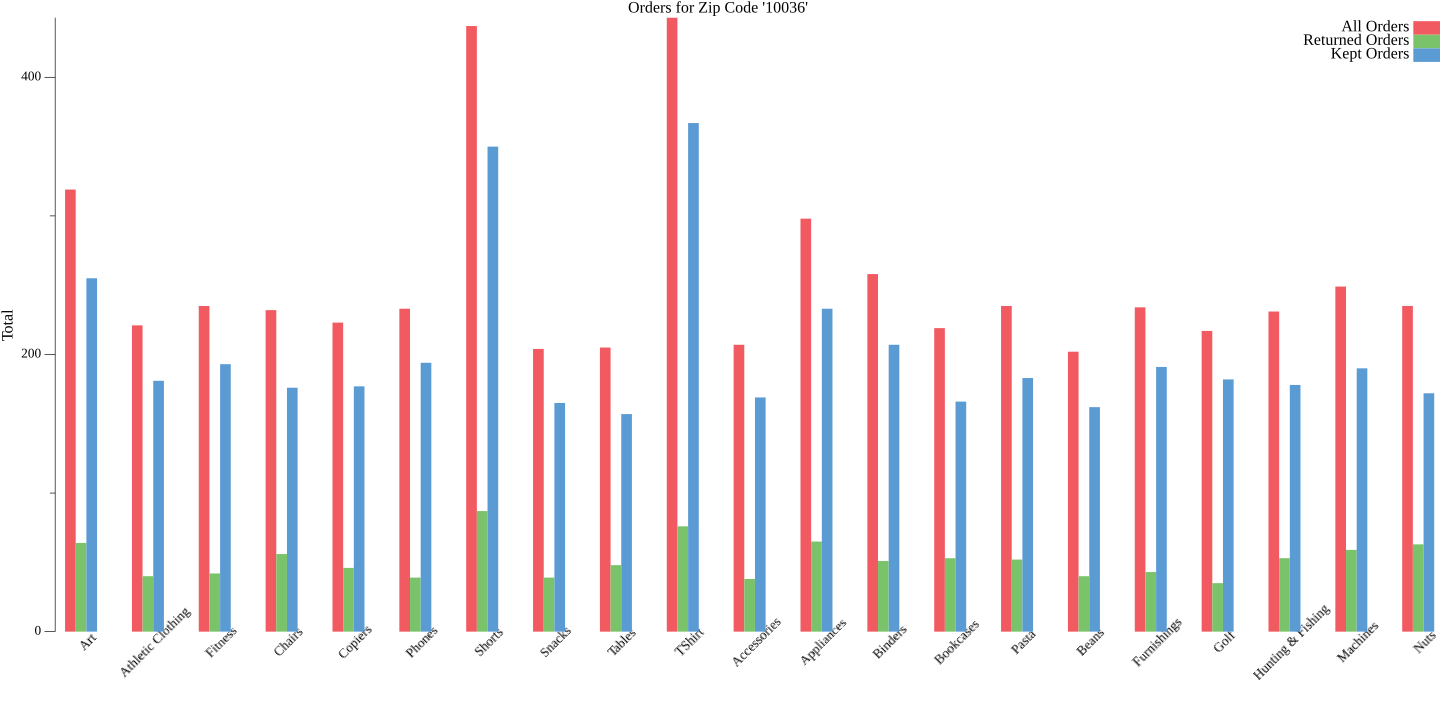 Orders for Zip Code '10036'
All Orders
Returned Orders
Kept Orders
Total
400
200
0
Art
Athletic Clothing
Fitness
Chairs
Copiers
Phones
Shorts
Snacks
Tables
TShirt
Accessories
Appliances
Binders
Bookcases
Pasta
Beans
Furnishings
Golf
Hunting & Fishing
Machines
Nuts